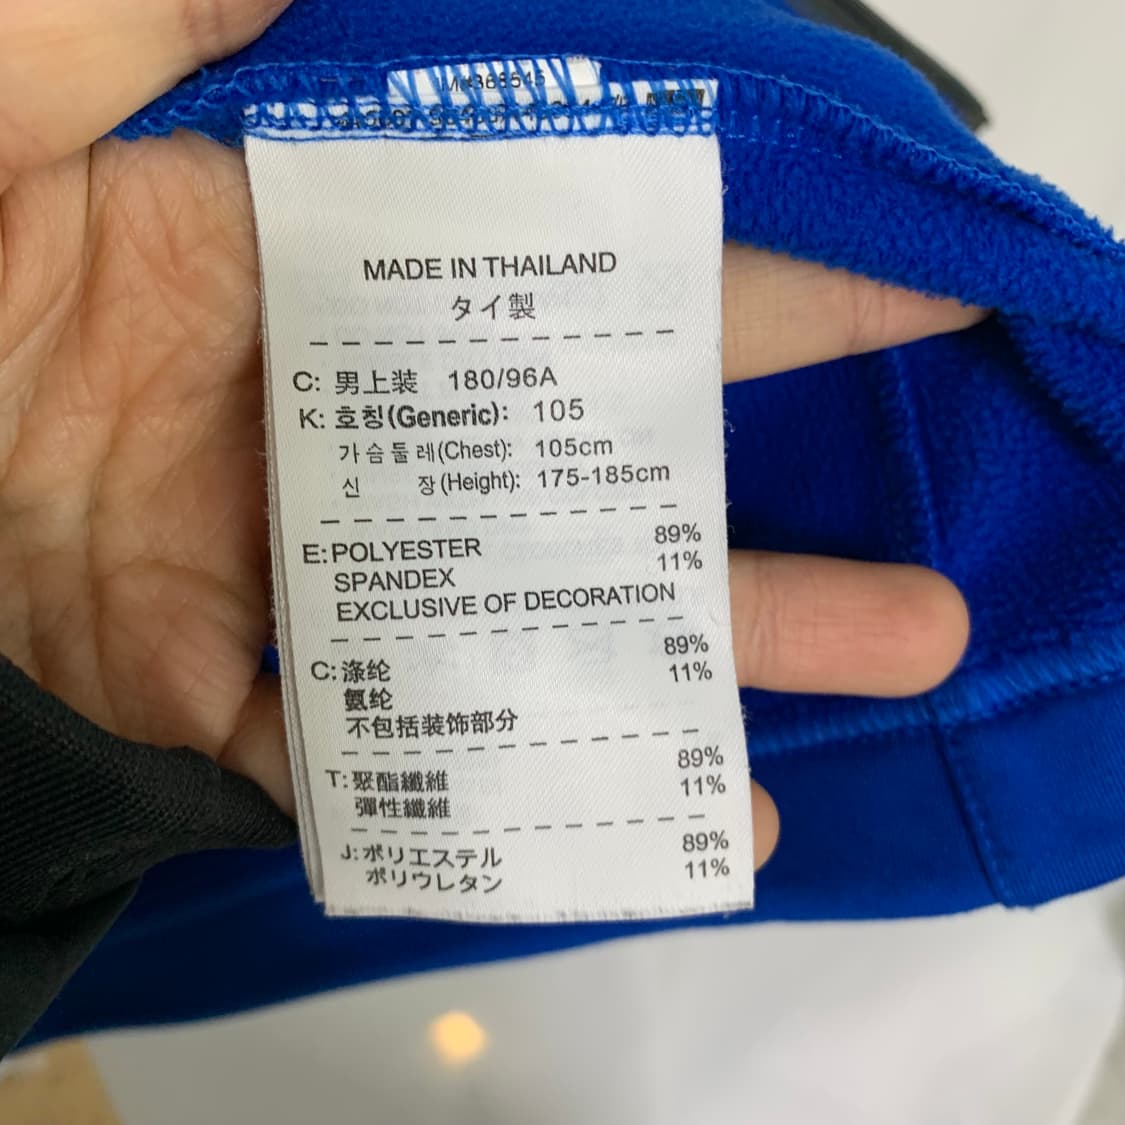 MADE IN THAILAND
タイ製
C: 男上装 180/96A
K: 호칭(Generic): 105
가슴둘레(Chest): 105cm
신 장(Height): 175-185cm
E: POLYESTER 89%
SPANDEX 11%
EXCLUSIVE OF DECORATION
C: 涤纶 89%
氨纶 11%
不包括装饰部分
T: 聚酯纖維 89%
彈性纖維 11%
J: ポリエステル 89%
ポリウレタン 11%